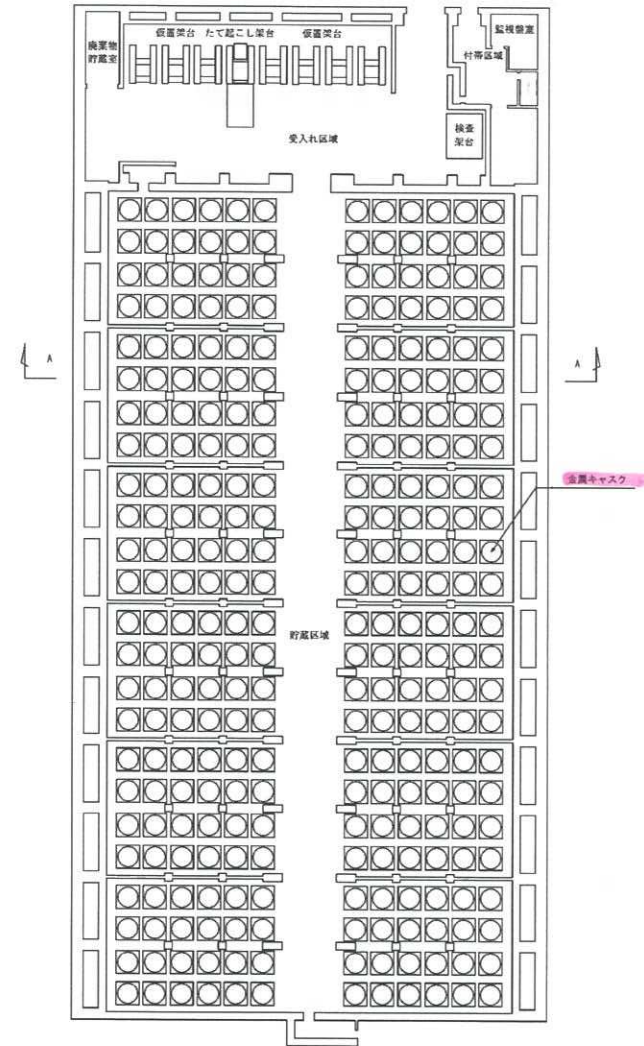 廃棄物
貯蔵室
仮置架台
たて起こし架台
仮置架台
監視盤室
付帯区域
検査
架台
受入れ区域
A
A
金属キャスク
貯蔵区域